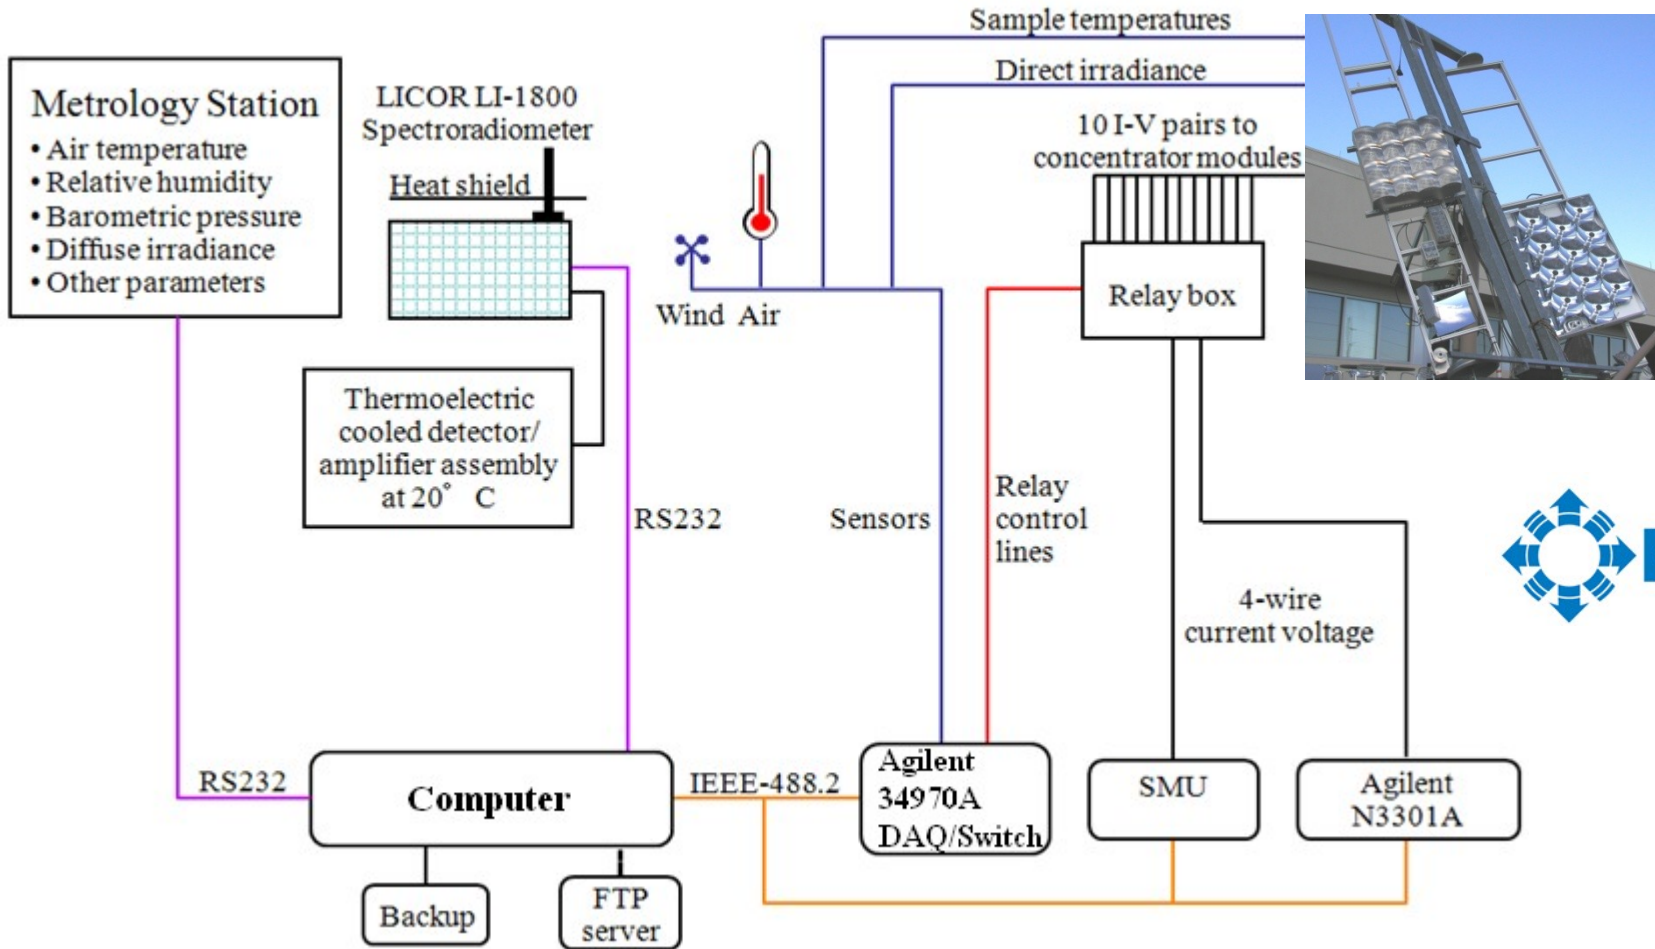 Sample temperatures
Direct irradiance
Metrology Station
• Air temperature
• Relative humidity
• Barometric pressure
• Diffuse irradiance
• Other parameters
LICOR LI-1800
Spectroradiometer
Heat shield
10 I-V pairs to
concentrator modules
Wind Air
Relay box
Thermoelectric
cooled detector/
amplifier assembly
at 20° C
RS232
Sensors
Relay
control
lines
4-wire
current voltage
RS232
Computer
IEEE-488.2
Agilent
34970A
DAQ/Switch
SMU
Agilent
N3301A
Backup
FTP
server